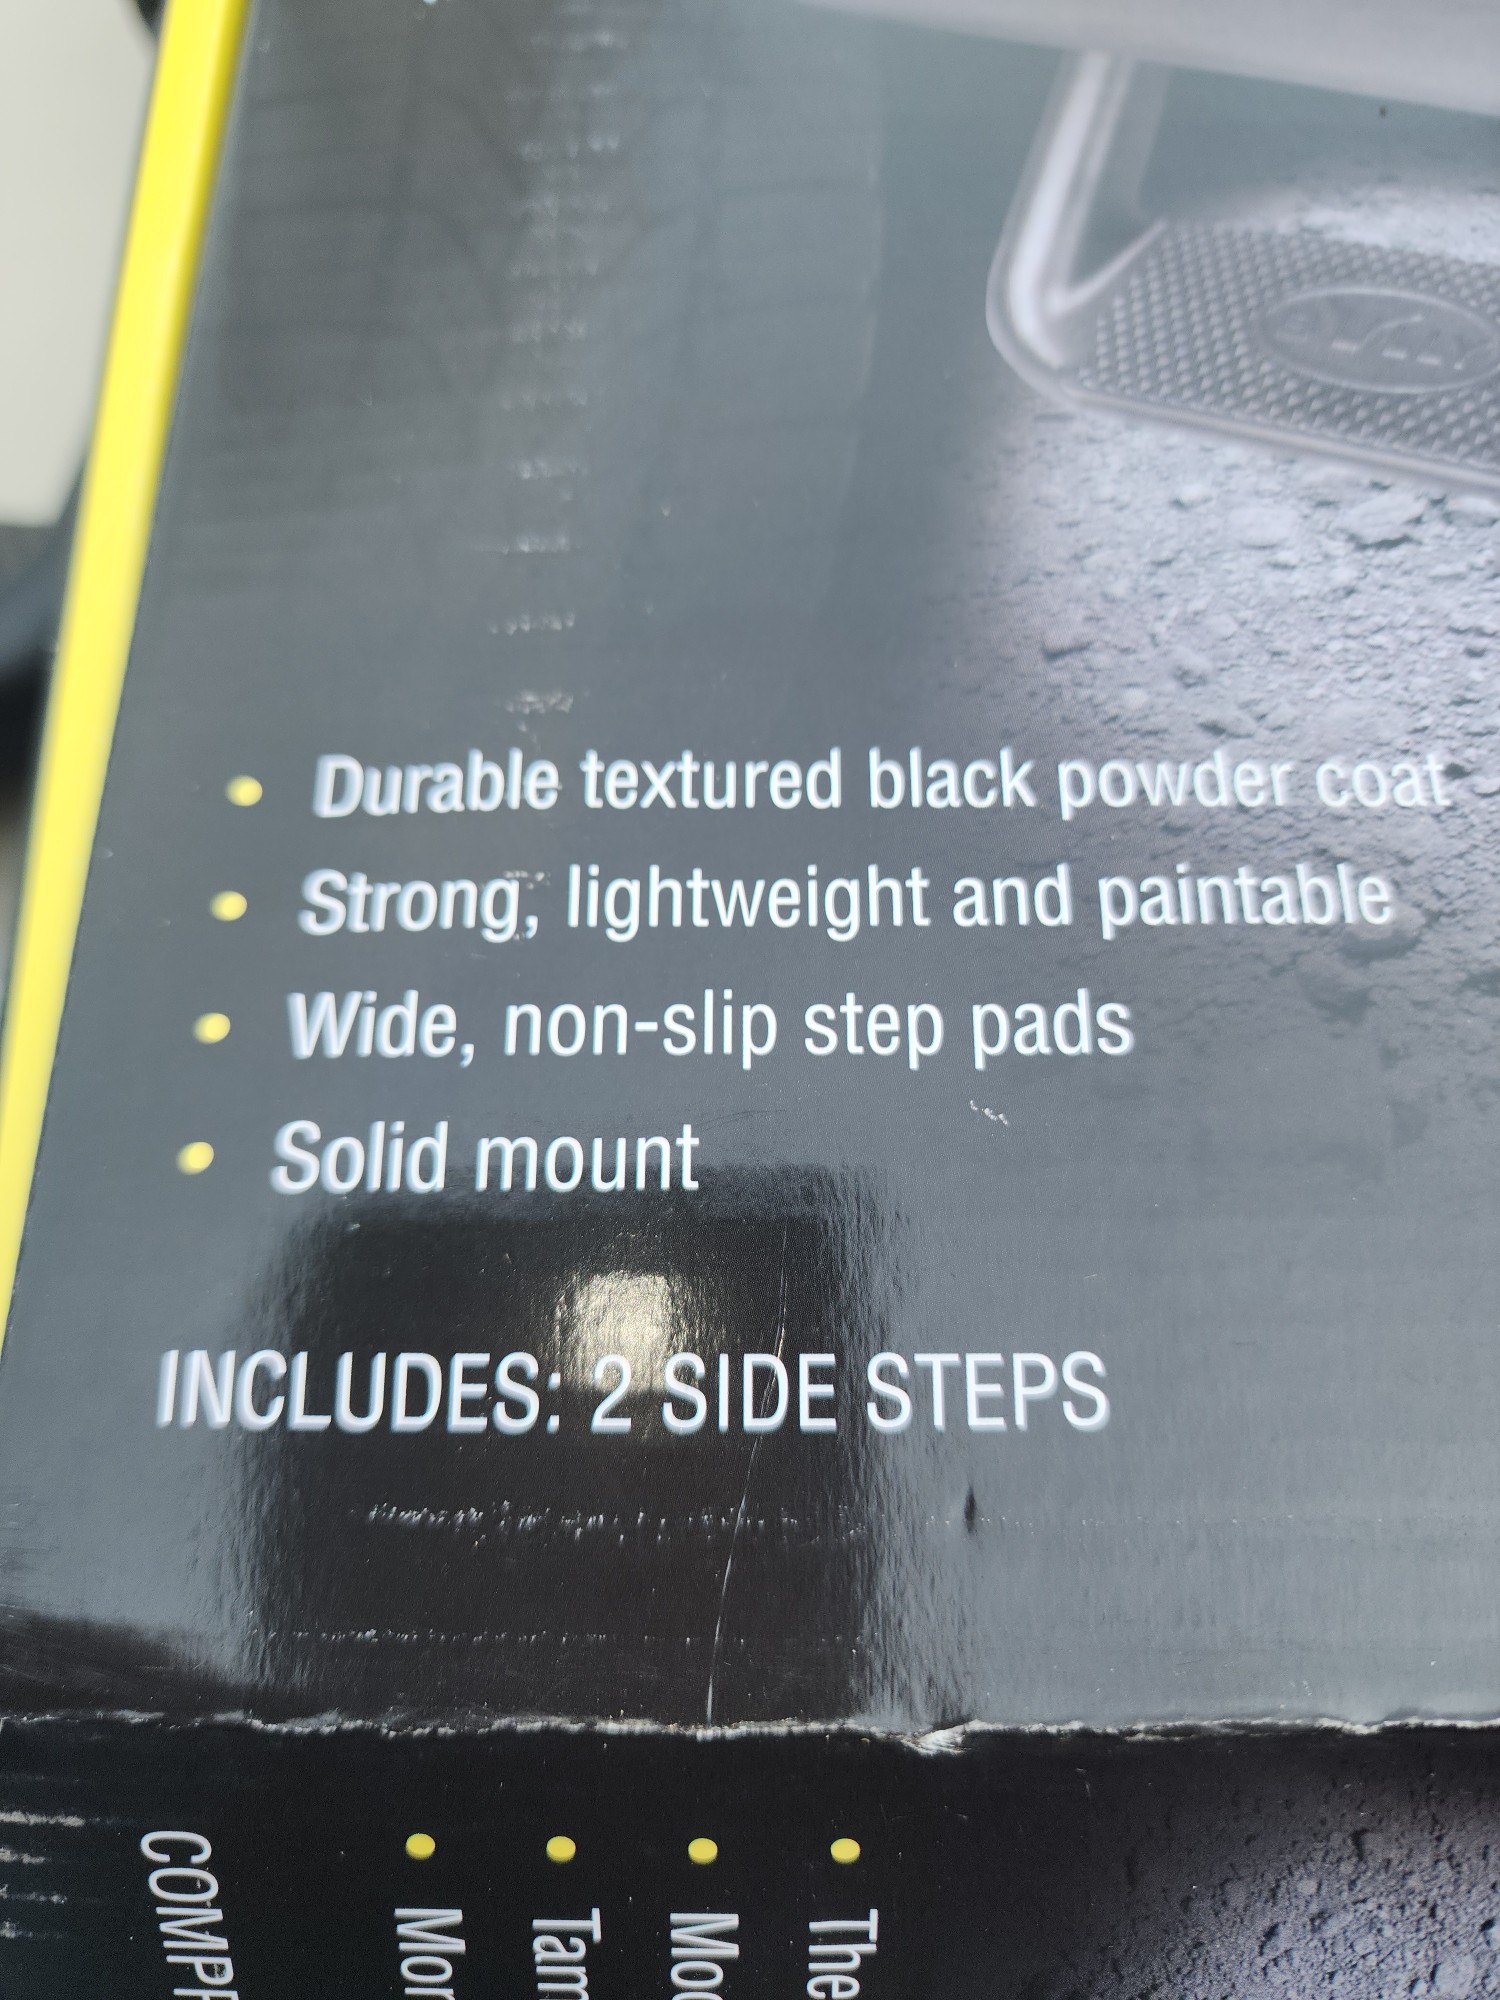 • Durable textured black powder coat
• Strong, lightweight and paintable
• Wide, non-slip step pads
• Solid mount
INCLUDES: 2 SIDE STEPS
• The